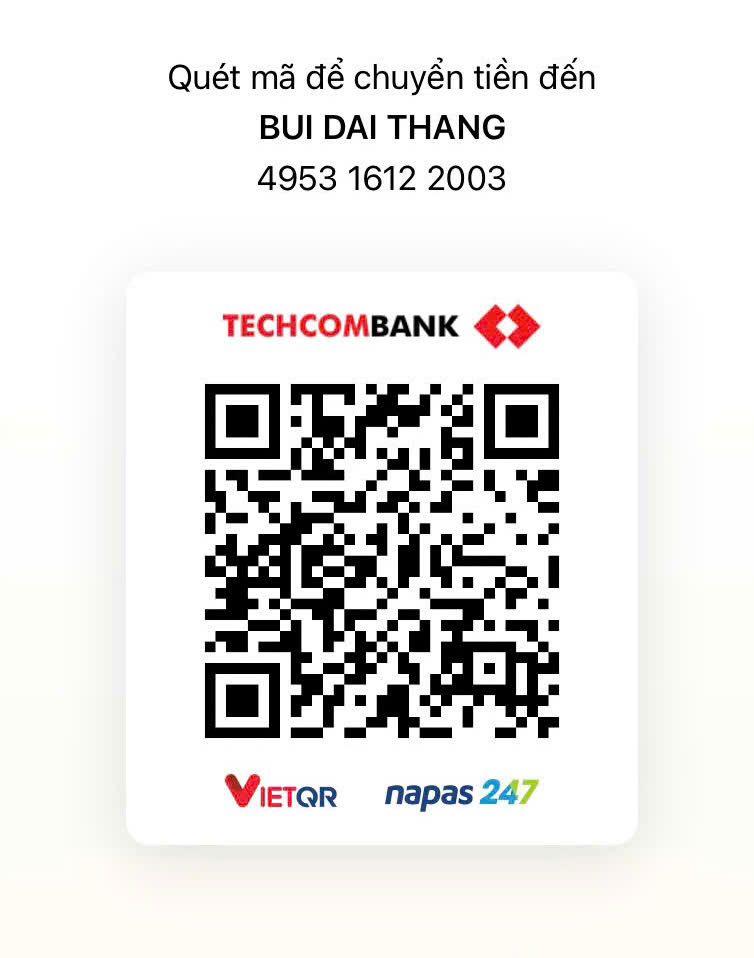 Quét mã để chuyển tiền đến
BUI DAI THANG
4953 1612 2003
TECHCOMBANK
VIETQR
napas 247